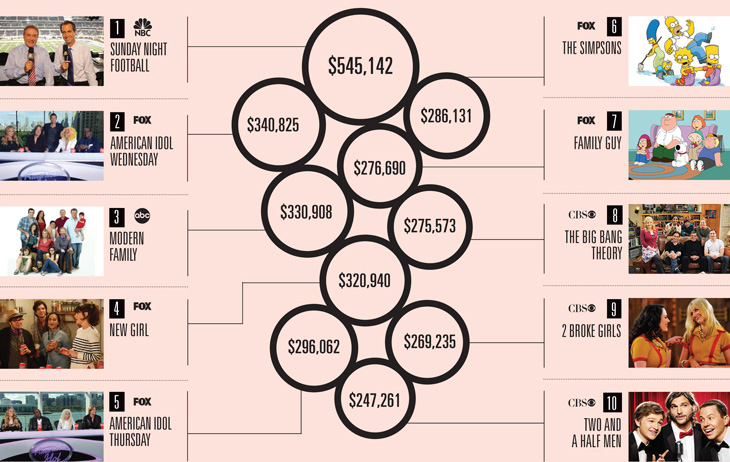 1 NBC
SUNDAY NIGHT
FOOTBALL
2 FOX
AMERICAN IDOL
WEDNESDAY
3 abc
MODERN
FAMILY
4 FOX
NEW GIRL
5 FOX
AMERICAN IDOL
THURSDAY
$545,142
$340,825
$286,131
$276,690
$330,908
$275,573
$320,940
$296,062
$269,235
$247,261
FOX 6
THE SIMPSONS
FOX 7
FAMILY GUY
CBS 8
THE BIG BANG
THEORY
CBS 9
2 BROKE GIRLS
CBS 10
TWO AND
A HALF MEN